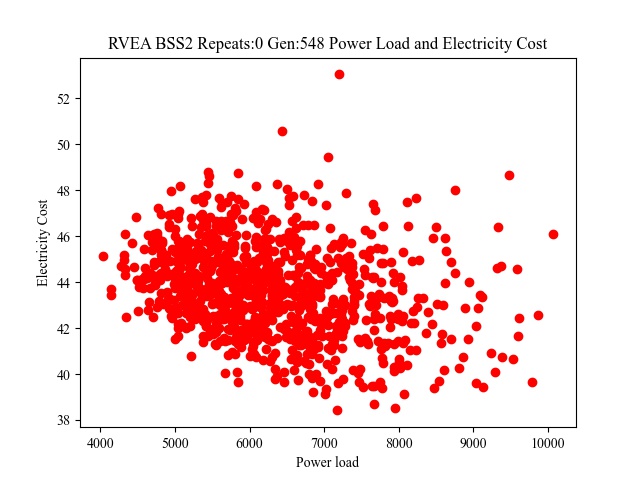 RVEA BSS2 Repeats:0 Gen:548 Power Load and Electricity Cost
Electricity Cost
52
50
48
46
44
42
40
38
4000 5000 6000 7000 8000 9000 10000
Power load